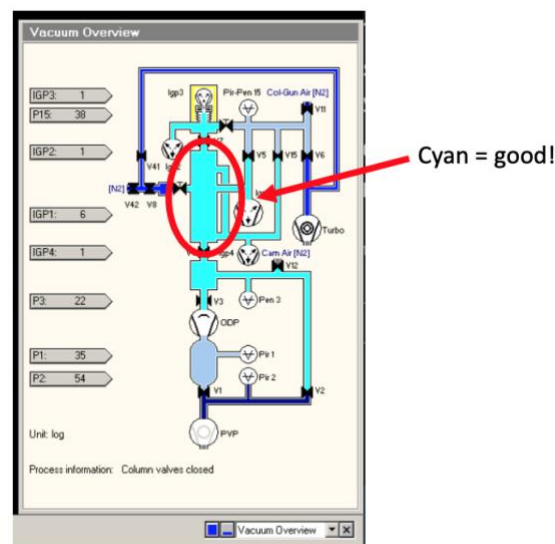 Vacuum Overview
Igp3 Pir-Pen 15 Col-Gun Air [N2]
IGP3: 1
V11
P15: 38
V7
IGP2: 1
V41 V5 V15 V6
[N2]
V42 V8
IGP1: 6
Turbo
IGP4: 1
Igp4 Cam Air [N2]
V12
P3: 22
V3 Pen 3
ODP
P1: 35
Pir 1
P2: 54
Pir 2
V1 V2
Unit: log
PVP
Process information: Column valves closed
Vacuum Overview
Cyan = good!